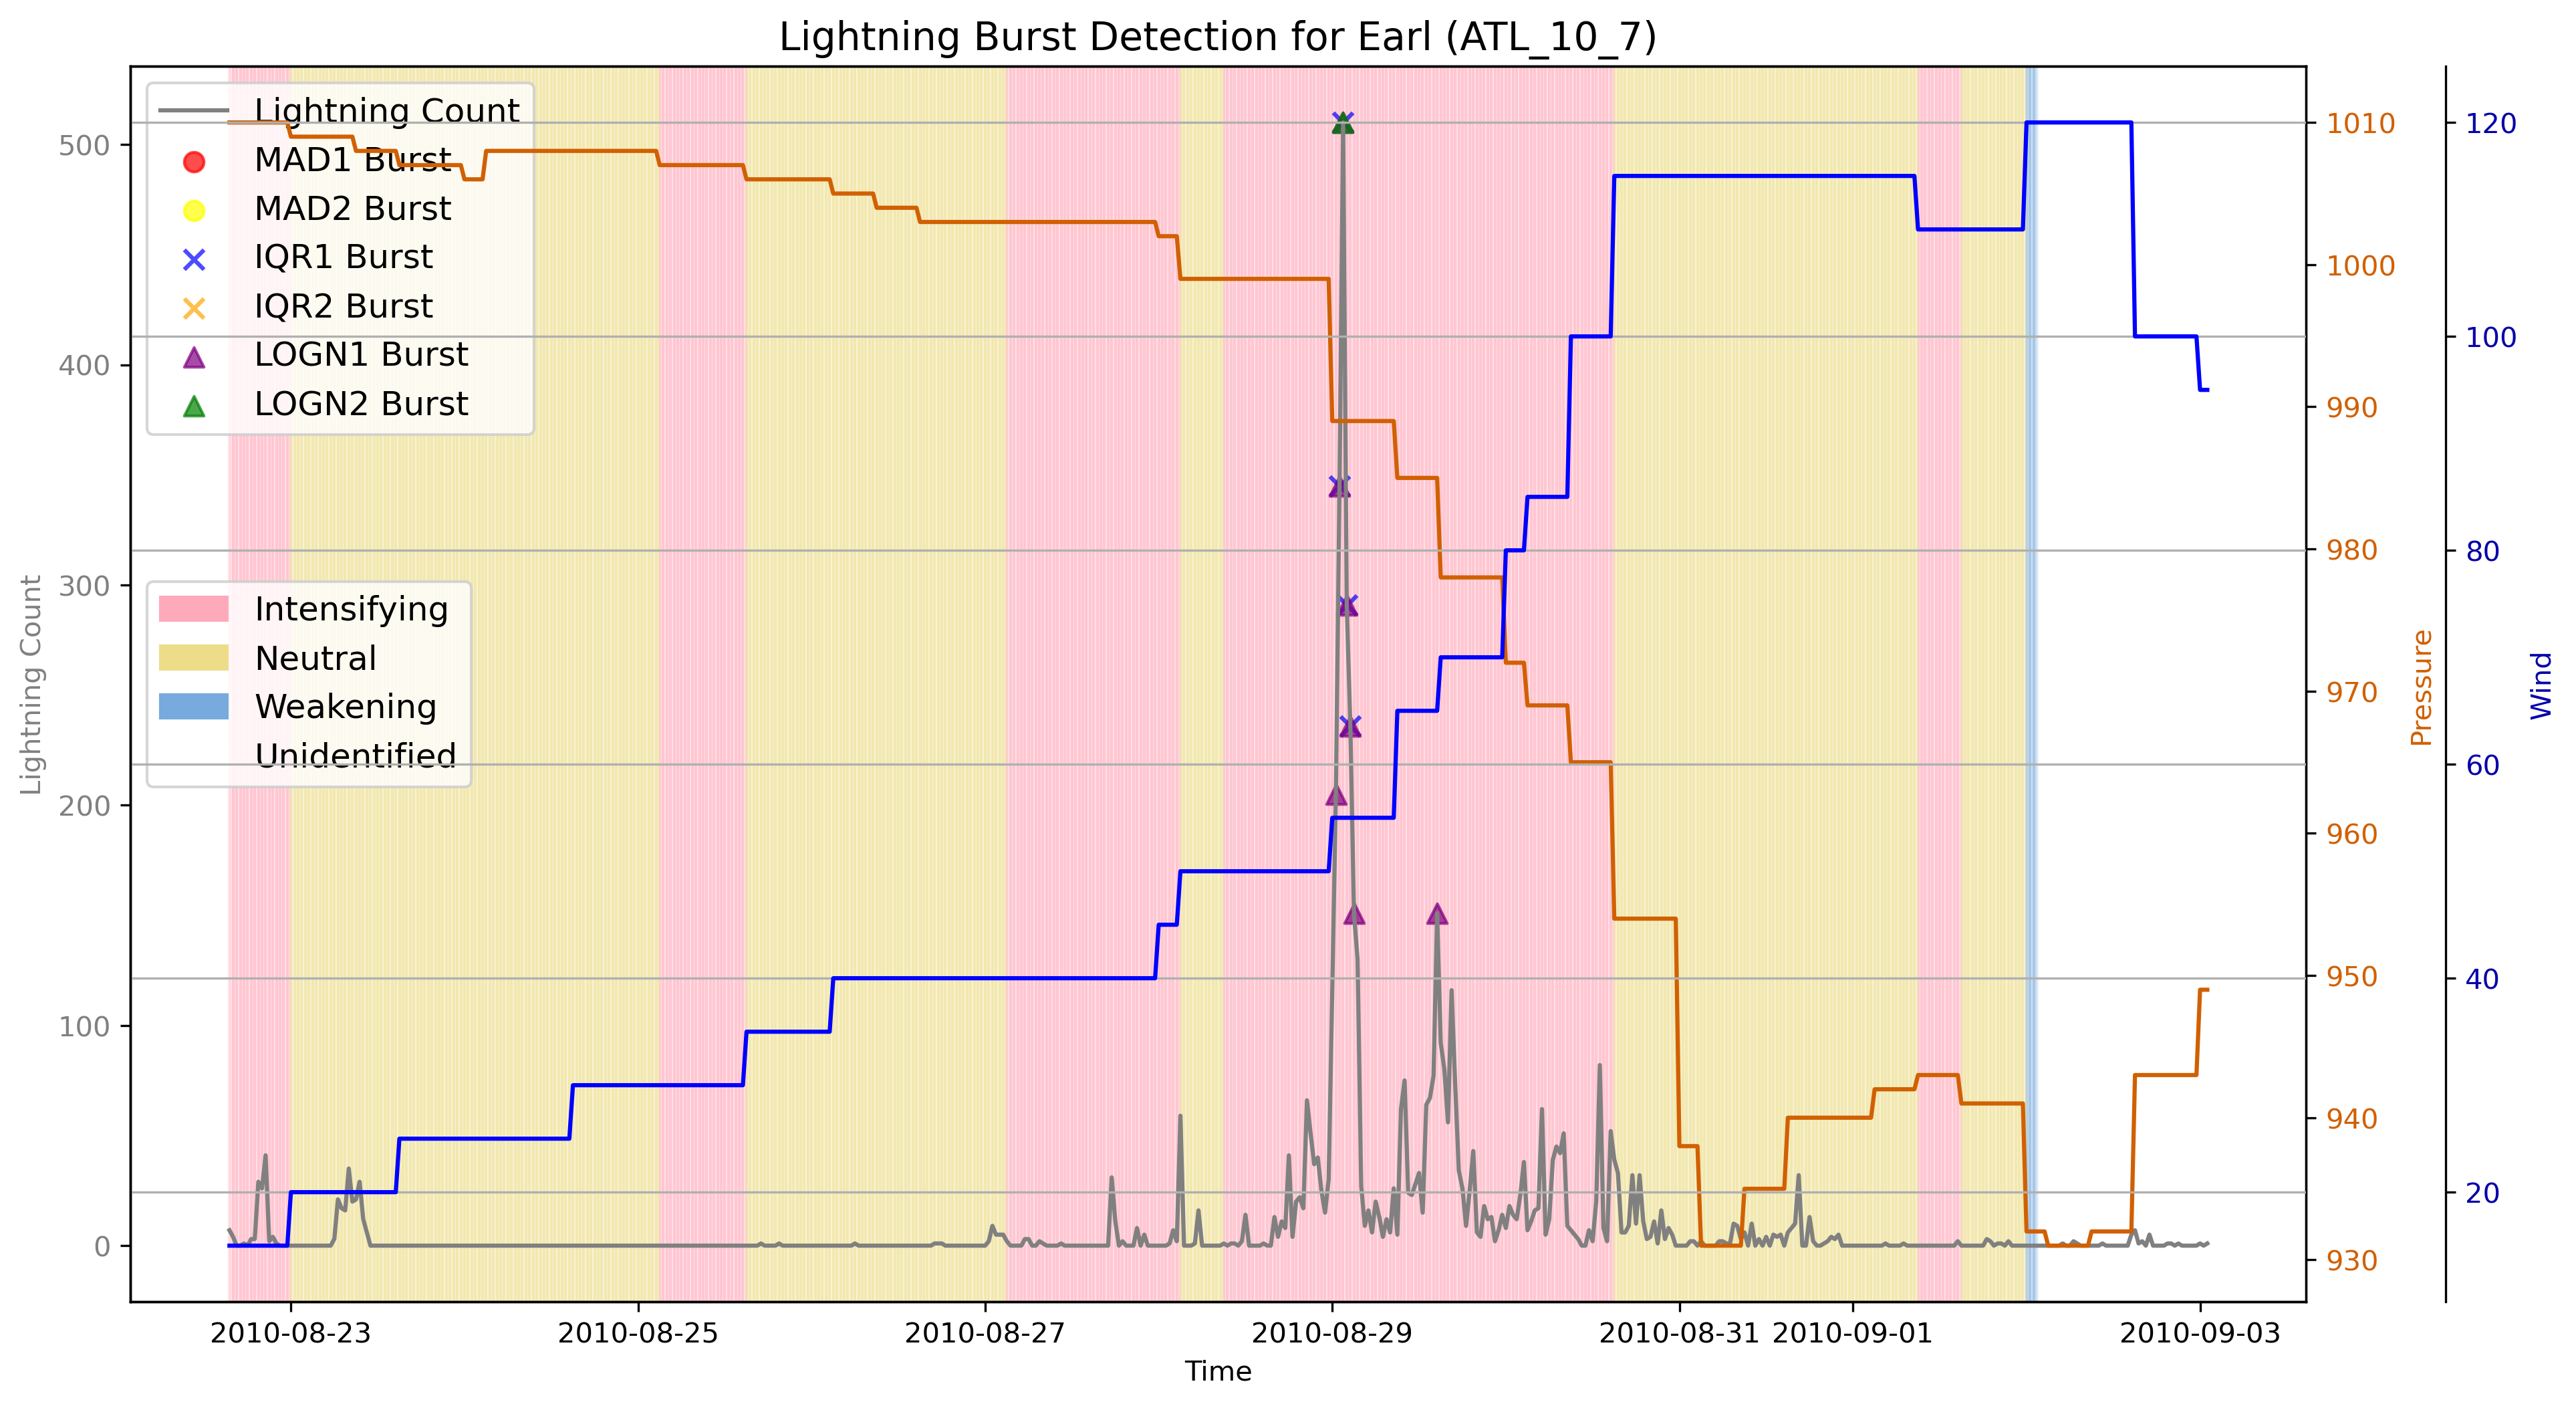 Lightning Burst Detection for Earl (ATL_10_7)
Lightning Count
MAD1 Burst
MAD2 Burst
IQR1 Burst
IQR2 Burst
LOGN1 Burst
LOGN2 Burst
Intensifying
Neutral
Weakening
Unidentified
Lightning Count
500
400
300
200
100
0
1010
1000
990
980
970
960
950
940
930
Pressure
120
100
80
60
40
20
Wind
2010-08-23
2010-08-25
2010-08-27
2010-08-29
2010-08-31
2010-09-01
2010-09-03
Time